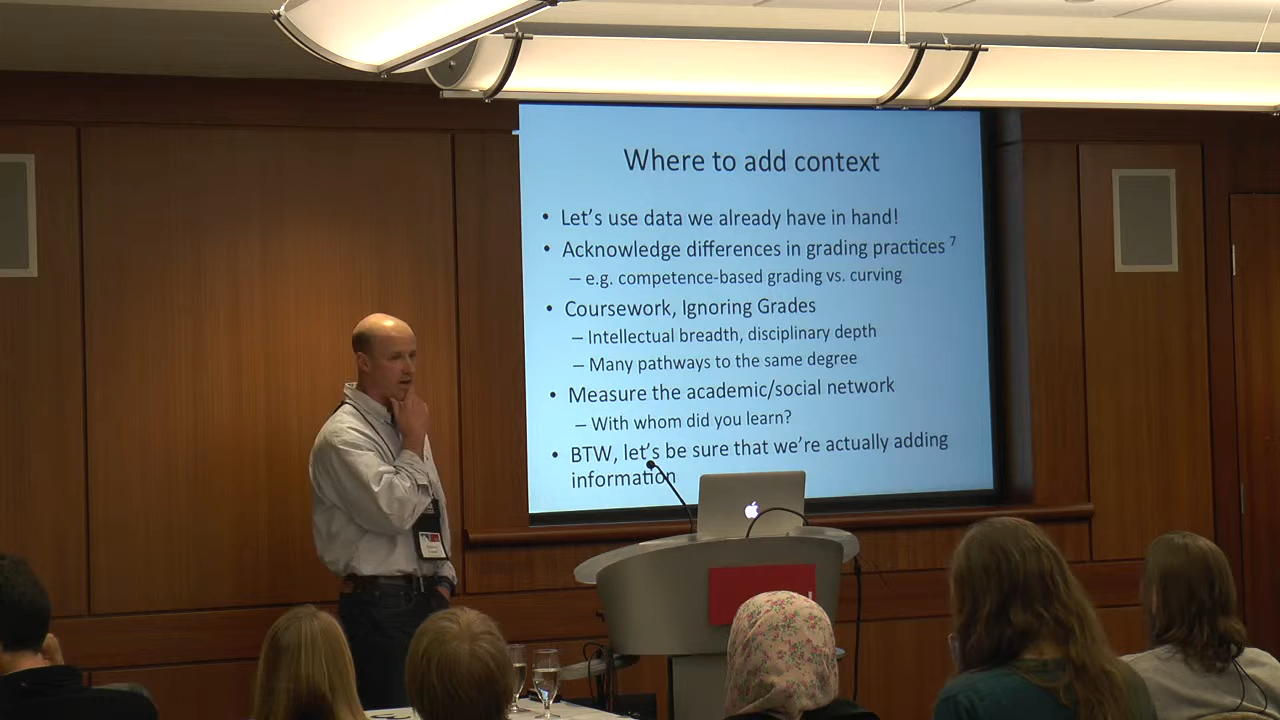 Where to add context
• Let's use data we already have in hand!
• Acknowledge differences in grading practices 7
– e.g. competence-based grading vs. curving
• Coursework, Ignoring Grades
– Intellectual breadth, disciplinary depth
– Many pathways to the same degree
• Measure the academic/social network
– With whom did you learn?
• BTW, let's be sure that we're actually adding
information